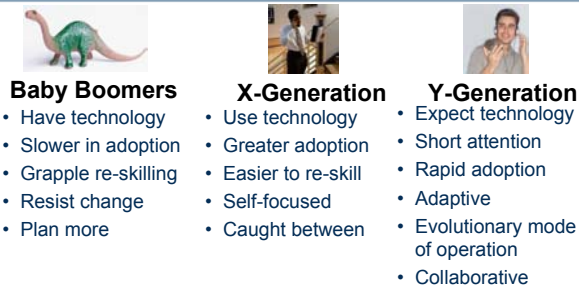 Baby Boomers
• Have technology
• Slower in adoption
• Grapple re-skilling
• Resist change
• Plan more
X-Generation
• Use technology
• Greater adoption
• Easier to re-skill
• Self-focused
• Caught between
Y-Generation
• Expect technology
• Short attention
• Rapid adoption
• Adaptive
• Evolutionary mode
of operation
• Collaborative